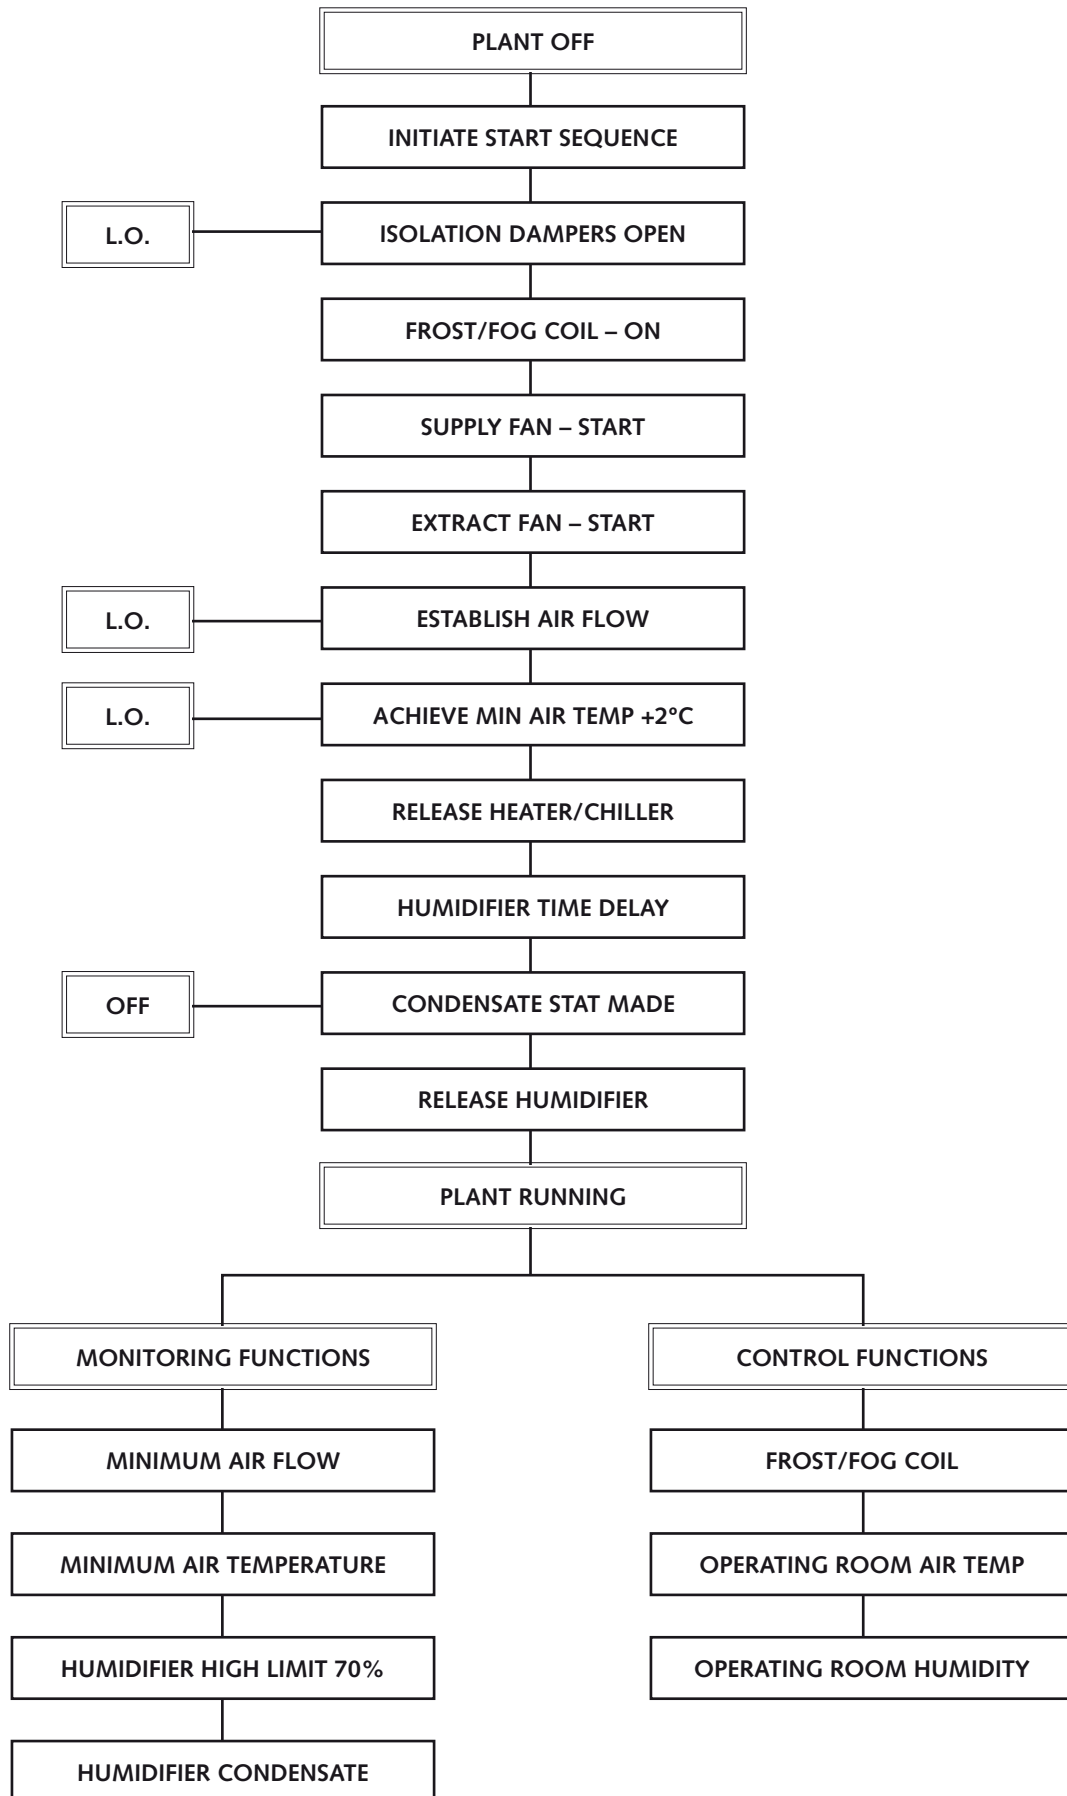 PLANT OFF
INITIATE START SEQUENCE
L.O.
ISOLATION DAMPERS OPEN
FROST/FOG COIL – ON
SUPPLY FAN – START
EXTRACT FAN – START
L.O.
ESTABLISH AIR FLOW
L.O.
ACHIEVE MIN AIR TEMP +2ºC
RELEASE HEATER/CHILLER
HUMIDIFIER TIME DELAY
OFF
CONDENSATE STAT MADE
RELEASE HUMIDIFIER
PLANT RUNNING
MONITORING FUNCTIONS
CONTROL FUNCTIONS
MINIMUM AIR FLOW
FROST/FOG COIL
MINIMUM AIR TEMPERATURE
OPERATING ROOM AIR TEMP
HUMIDIFIER HIGH LIMIT 70%
OPERATING ROOM HUMIDITY
HUMIDIFIER CONDENSATE